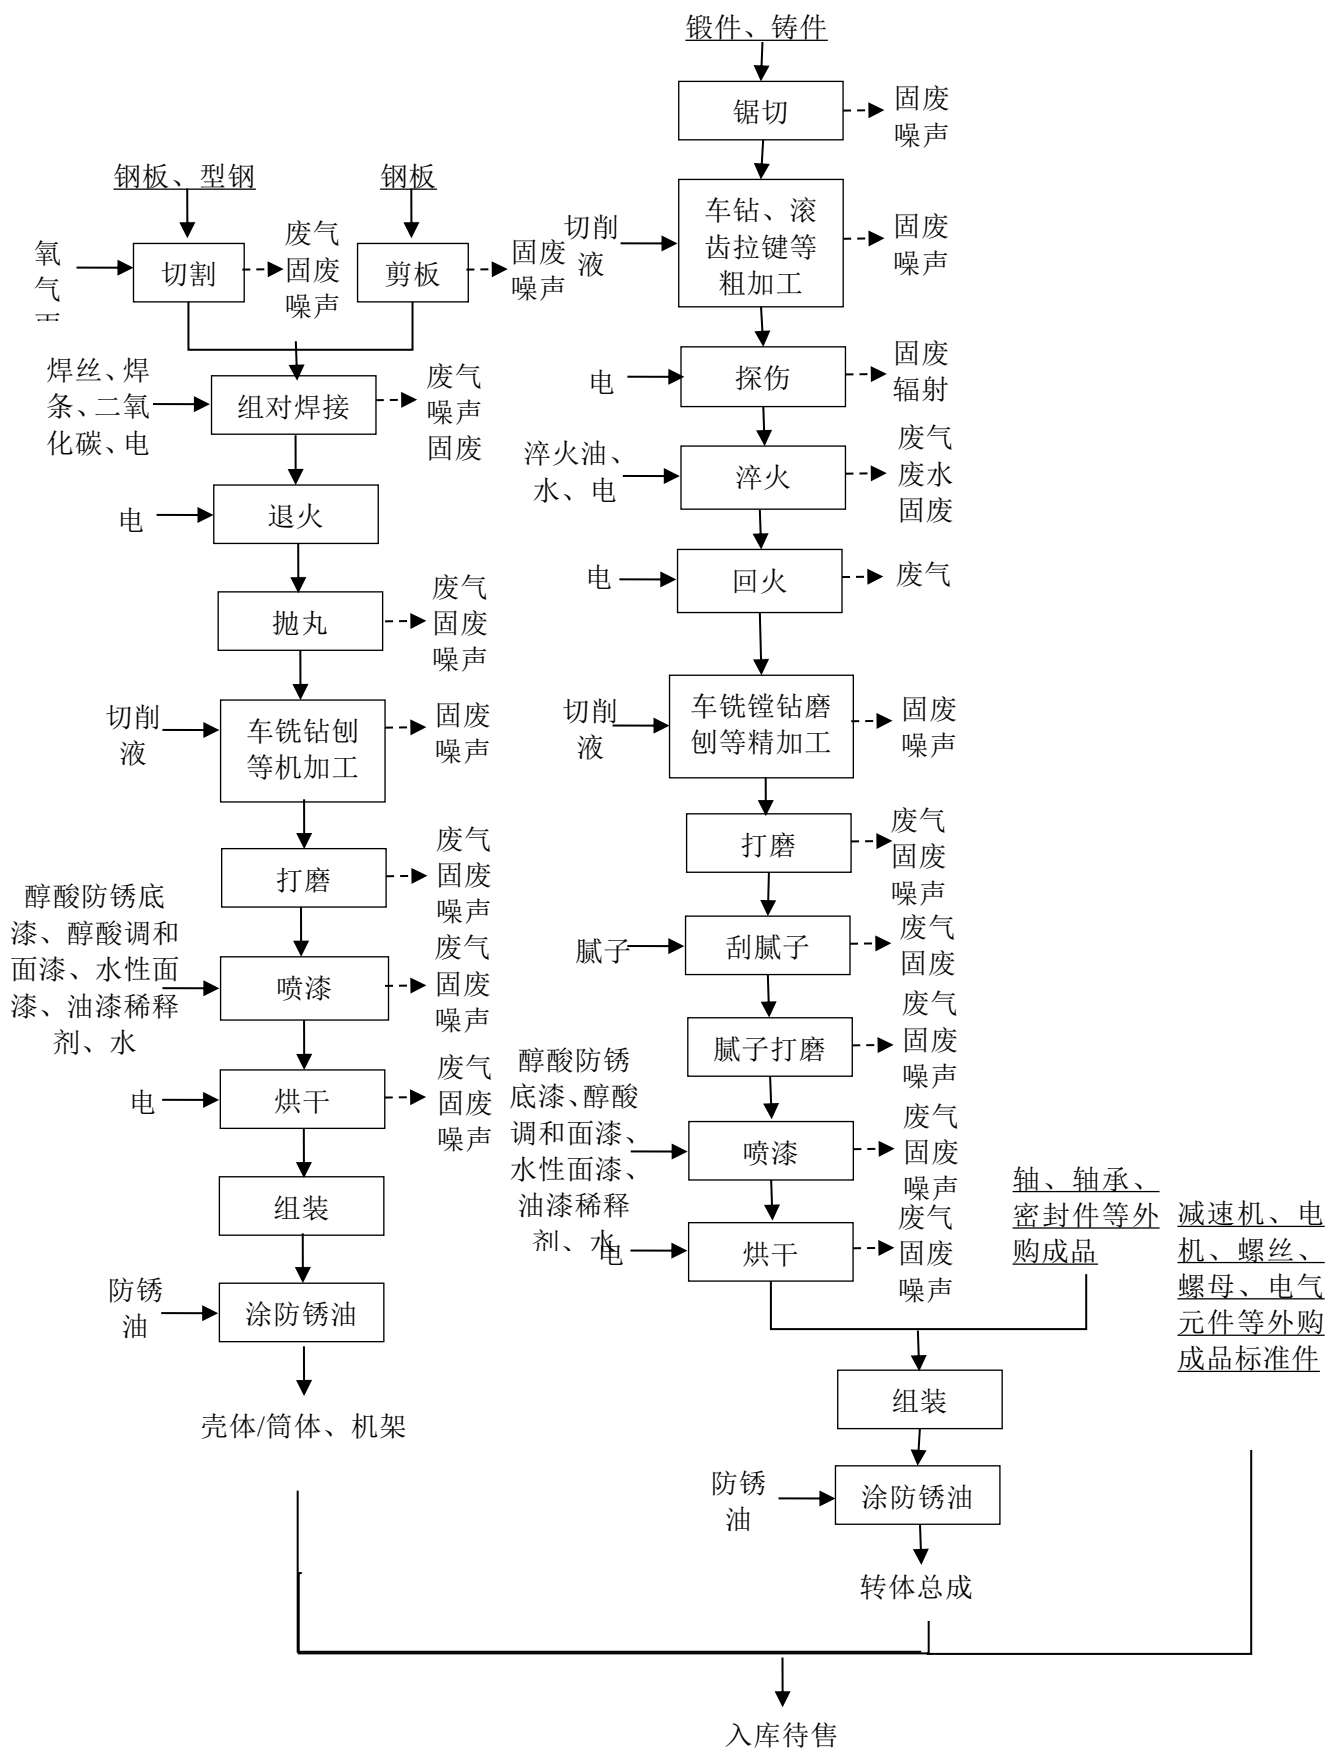 钢板、型钢
钢板
氧
气
切割
废气
固废
噪声
剪板
固废
噪声
焊丝、焊
条、二氧
化碳、电
组对焊接
废气
噪声
固废
电
退火
抛丸
废气
固废
噪声
切削
液
车铣钻刨
等机加工
固废
噪声
打磨
废气
固废
噪声
醇酸防锈底
漆、醇酸调和
面漆、水性面
漆、油漆稀释
剂、水
喷漆
废气
固废
噪声
电
烘干
废气
固废
噪声
组装
防锈
油
涂防锈油
壳体/筒体、机架
锻件、铸件
锯切
固废
噪声
切削
液
车钻、滚
齿拉键等
粗加工
固废
噪声
电
探伤
固废
辐射
淬火油、
水、电
淬火
废气
废水
固废
电
回火
废气
切削
液
车铣镗钻磨
刨等精加工
固废
噪声
打磨
废气
固废
噪声
腻子
刮腻子
废气
固废
腻子打磨
废气
固废
噪声
醇酸防锈
底漆、醇酸
调和面漆、
水性面漆、
油漆稀释
剂、水
喷漆
废气
固废
噪声
电
烘干
废气
固废
噪声
轴、轴承、
密封件等外
购成品
减速机、电
机、螺丝、
螺母、电气
元件等外购
成品标准件
组装
防锈
油
涂防锈油
转体总成
入库待售